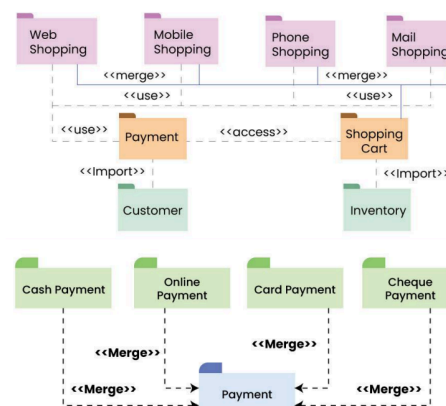 Web
Shopping
Mobile
Shopping
Phone
Shopping
Mail
Shopping
<<merge>>
<<merge>>
<<use>>
<<use>>
<<use>>
Payment
<<access>>
Shopping
Cart
<<Import>>
<<Import>>
Customer
Inventory
Cash Payment
Online
Payment
Card Payment
Cheque
Payment
<<Merge>>
<<Merge>>
<<Merge>>
<<Merge>>
Payment